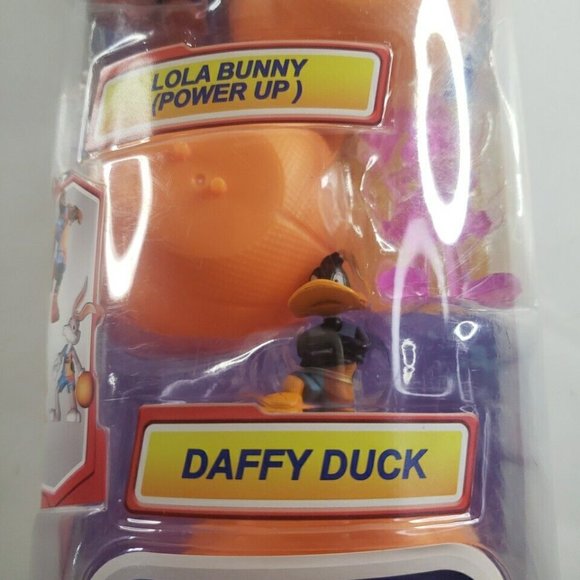 LOLA BUNNY
(POWER UP)
DAFFY DUCK